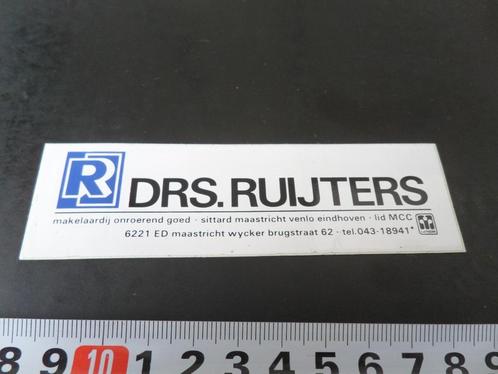 R DRS. RUIJTERS
makelaardij onroerend goed · sittard maastricht venlo eindhoven · lid MCC
6221 ED maastricht wycker brugstraat 62 · tel. 043-18941*
8 9 10 1 2 3 4 5 6 7 8